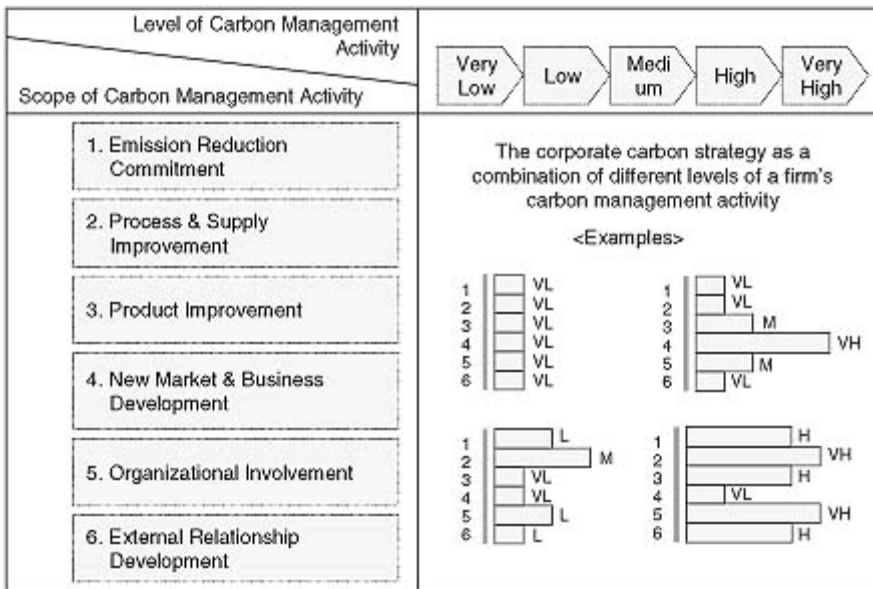 Level of Carbon Management
Activity
Scope of Carbon Management Activity
Very
Low
Low
Medi
um
High
Very
High
1. Emission Reduction
Commitment
2. Process & Supply
Improvement
3. Product Improvement
4. New Market & Business
Development
5. Organizational Involvement
6. External Relationship
Development
The corporate carbon strategy as a
combination of different levels of a firm's
carbon management activity
<Examples>
1 VL
2 VL
3 VL
4 VL
5 VL
6 VL
1 VL
2 VL
3 M
4 VH
5 M
6 VL
1 L
2 M
3 VL
4 VL
5 L
6 L
1 H
2 VH
3 H
4 VL
5 VH
6 H